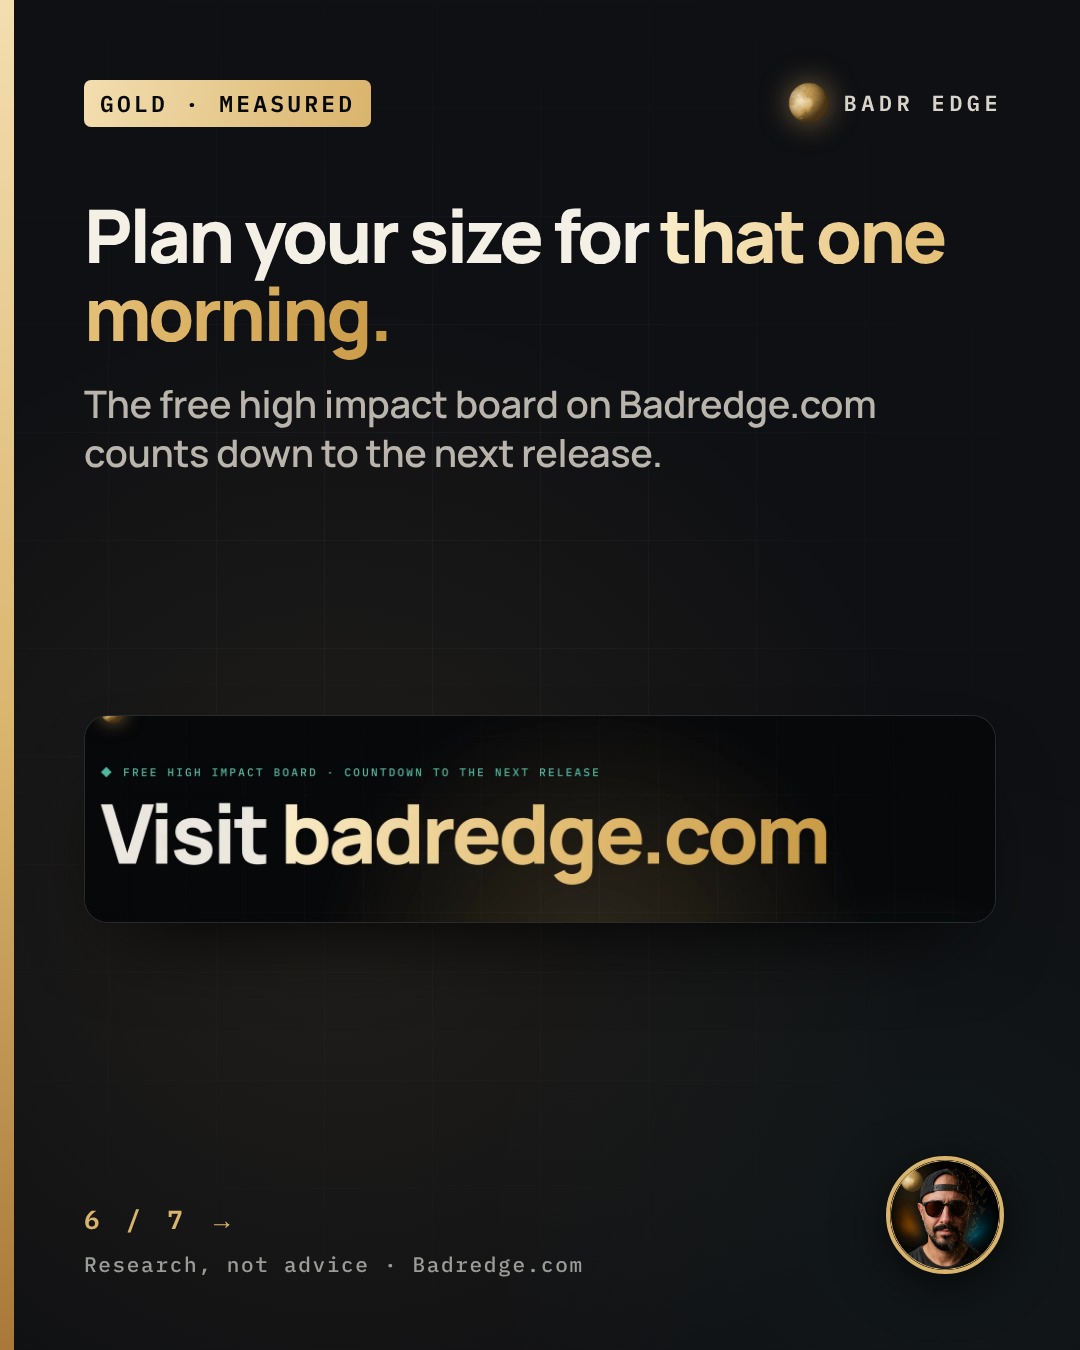 GOLD · MEASURED
BADR EDGE
Plan your size for that one
morning.
The free high impact board on Badredge.com
counts down to the next release.
◆ FREE HIGH IMPACT BOARD · COUNTDOWN TO THE NEXT RELEASE
Visit badredge.com
6 / 7 →
Research, not advice · Badredge.com